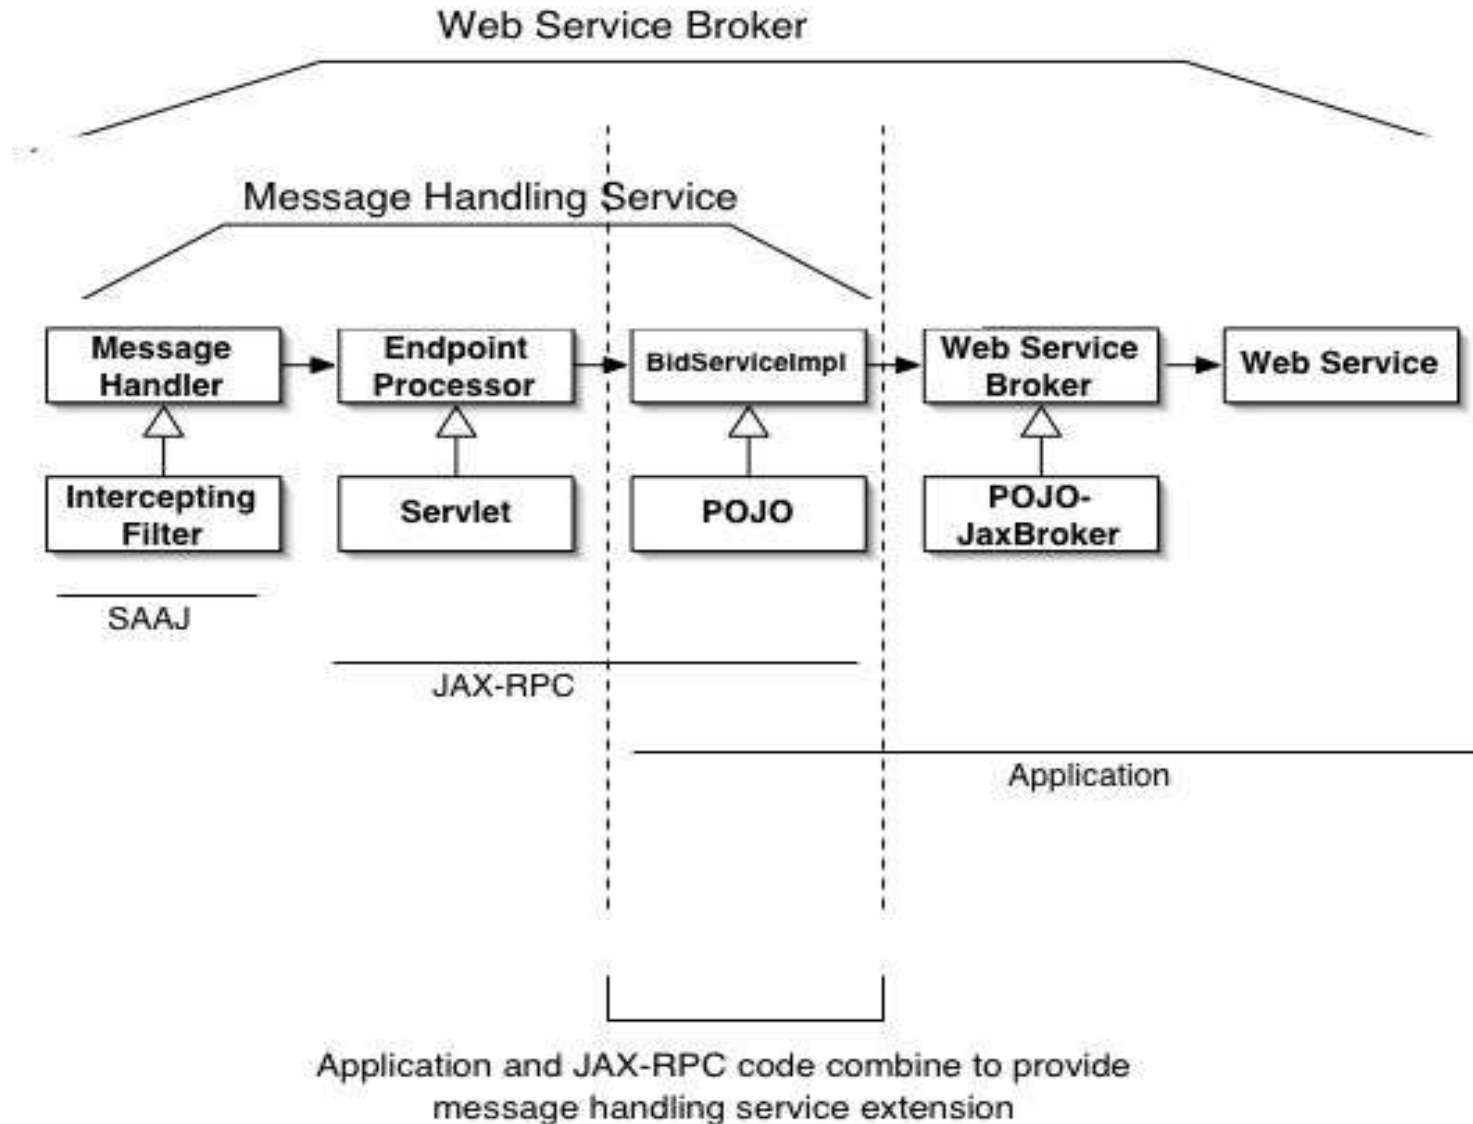 Web Service Broker
Message Handling Service
Message
Handler
Endpoint
Processor
BidServiceImpl
Web Service
Broker
Web Service
Intercepting
Filter
Servlet
POJO
POJO-
JaxBroker
SAAJ
JAX-RPC
Application
Application and JAX-RPC code combine to provide
message handling service extension